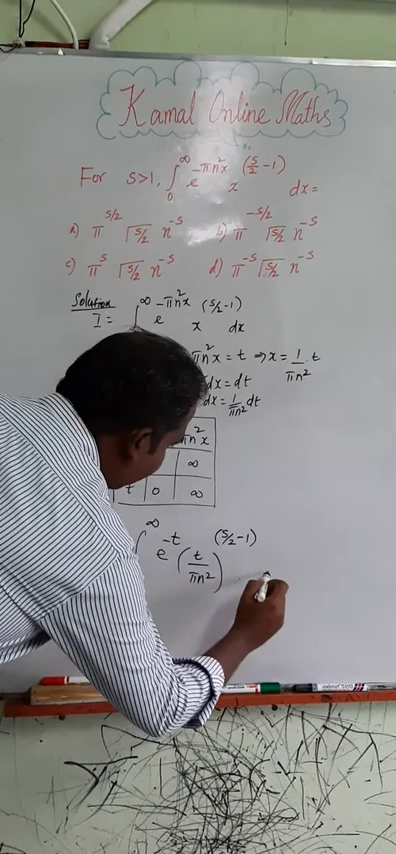 Kamal Online Maths
For s>1, ∫₀^∞ e^(-πn²x) x^(s/2 - 1) dx =
a) π^(s/2) Γ(s/2) n^(-s) b) π^(-s/2) Γ(s/2) n^(-s)
c) π^s Γ(s/2) n^(-s) d) π^(-s) Γ(s/2) n^(-s)
Solution
I = ∫ ^∞ e^(-πn²x) x^(s/2 - 1) dx
πn²x = t ⇒ x = 1/(πn²) t
dx = dt
dx = 1/(πn²) dt
πn²x
∞
t 0 ∞
∫ ^∞ e^(-t) (t/(πn²))^(s/2 - 1)